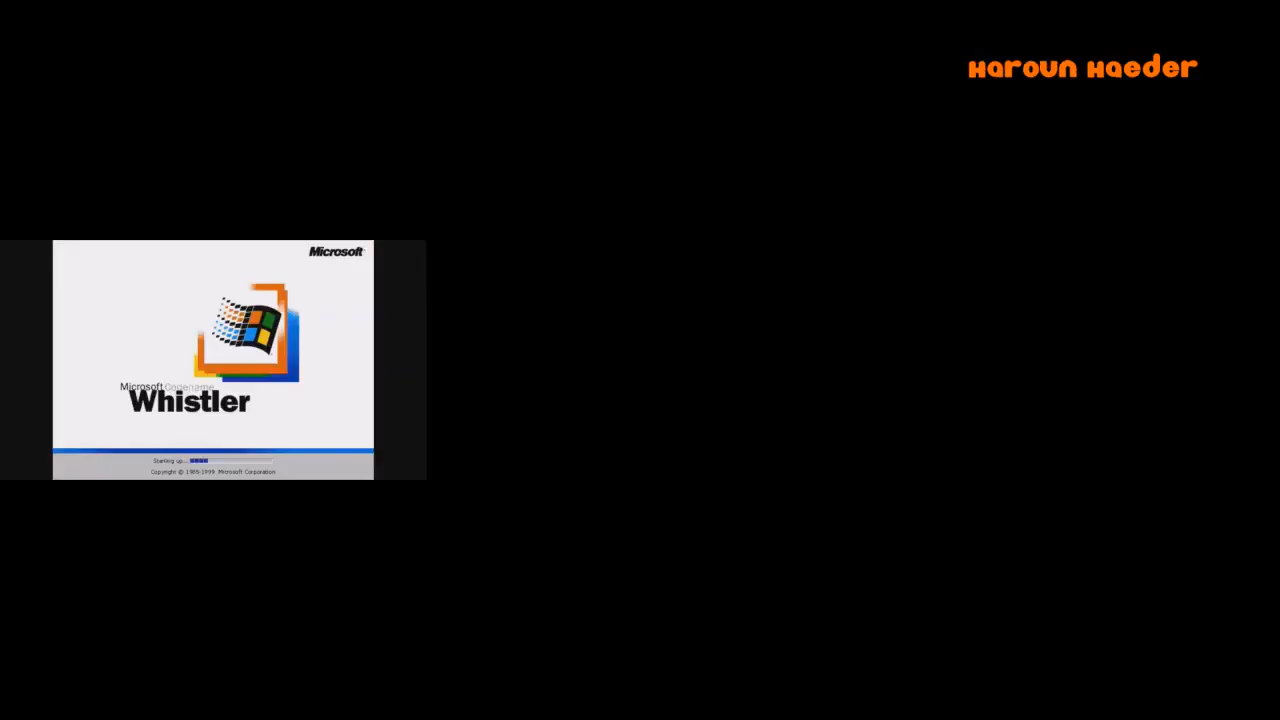 Haroun Haeder
Microsoft
Microsoft Codename
Whistler
Starting up...
Copyright © 1985-1999 Microsoft Corporation